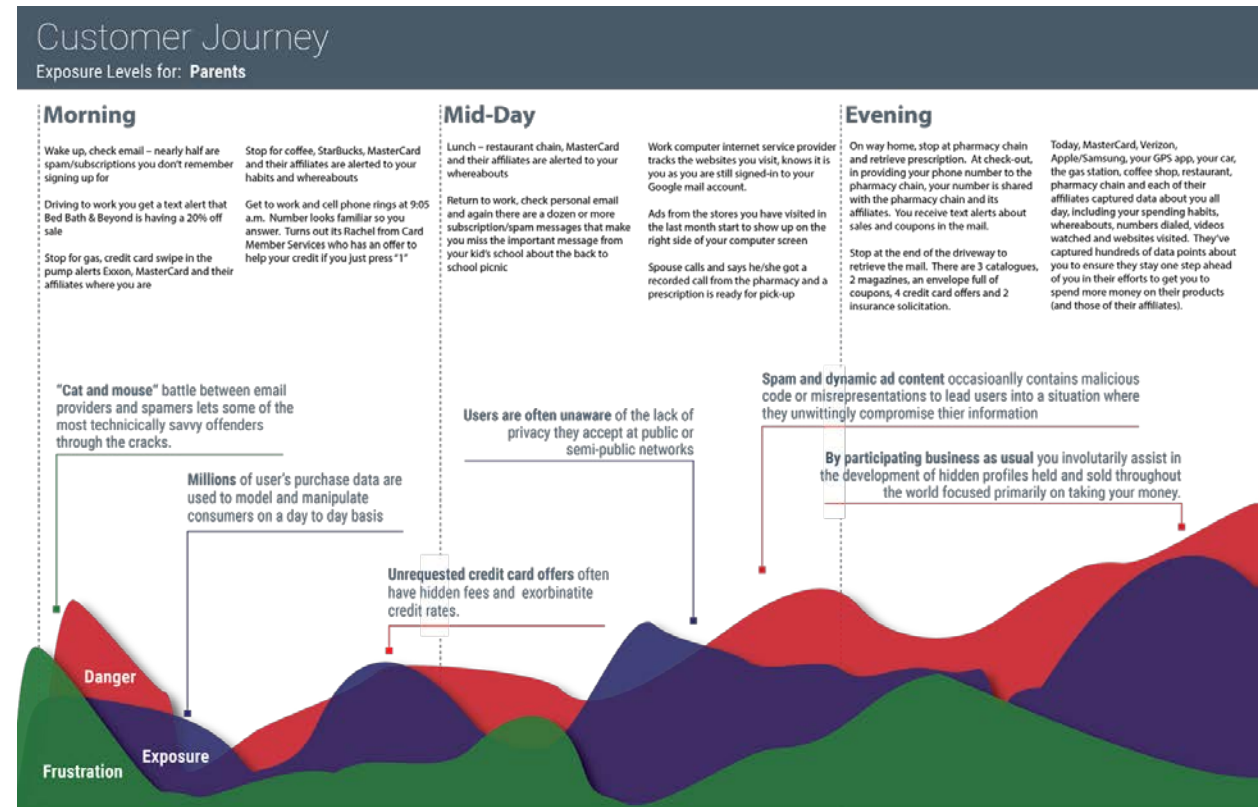 Customer Journey
Exposure Levels for: Parents
Morning
Wake up, check email – nearly half are
spam/subscriptions you don't remember
signing up for
Driving to work you get a text alert that
Bed Bath & Beyond is having a 20% off
sale
Stop for gas, credit card swipe in the
pump alerts Exxon, MasterCard and their
affiliates where you are
Stop for coffee, StarBucks, MasterCard
and their affiliates are alerted to your
habits and whereabouts
Get to work and cell phone rings at 9:05
a.m. Number looks familiar so you
answer. Turns out its Rachel from Card
Member Services who has an offer to
help your credit if you just press "1"
Mid-Day
Lunch – restaurant chain, MasterCard
and their affiliates are alerted to your
whereabouts
Return to work, check personal email
and again there are a dozen or more
subscription/spam messages that make
you miss the important message from
your kid's school about the back to
school picnic
Work computer internet service provider
tracks the websites you visit, knows it is
you as you are still signed-in to your
Google mail account.
Ads from the stores you have visited in
the last month start to show up on the
right side of your computer screen
Spouse calls and says he/she got a
recorded call from the pharmacy and a
prescription is ready for pick-up
Evening
On way home, stop at pharmacy chain
and retrieve prescription. At check-out,
in providing your phone number to the
pharmacy chain, your number is shared
with the pharmacy chain and its
affiliates. You receive text alerts about
sales and coupons in the mail.
Stop at the end of the driveway to
retrieve the mail. There are 3 catalogues,
2 magazines, an envelope full of
coupons, 4 credit card offers and 2
insurance solicitation.
Today, MasterCard, Verizon,
Apple/Samsung, your GPS app, your car,
the gas station, coffee shop, restaurant,
pharmacy chain and each of their
affiliates captured data about you all
day, including your spending habits,
whereabouts, numbers dialed, videos
watched and websites visited. They've
captured hundreds of data points about
you to ensure they stay one step ahead
of you in their efforts to get you to
spend more money on their products
(and those of their affiliates).
"Cat and mouse" battle between email
providers and spamers lets some of the
most technicically savvy offenders
through the cracks.
Millions of user's purchase data are
used to model and manipulate
consumers on a day to day basis
Unrequested credit card offers often
have hidden fees and exorbinatite
credit rates.
Users are often unaware of the lack of
privacy they accept at public or
semi-public networks
Spam and dynamic ad content occasioanlly contains malicious
code or misrepresentations to lead users into a situation where
they unwittingly compromise thier information
By participating business as usual you involutarily assist in
the development of hidden profiles held and sold throughout
the world focused primarily on taking your money.
Danger
Exposure
Frustration